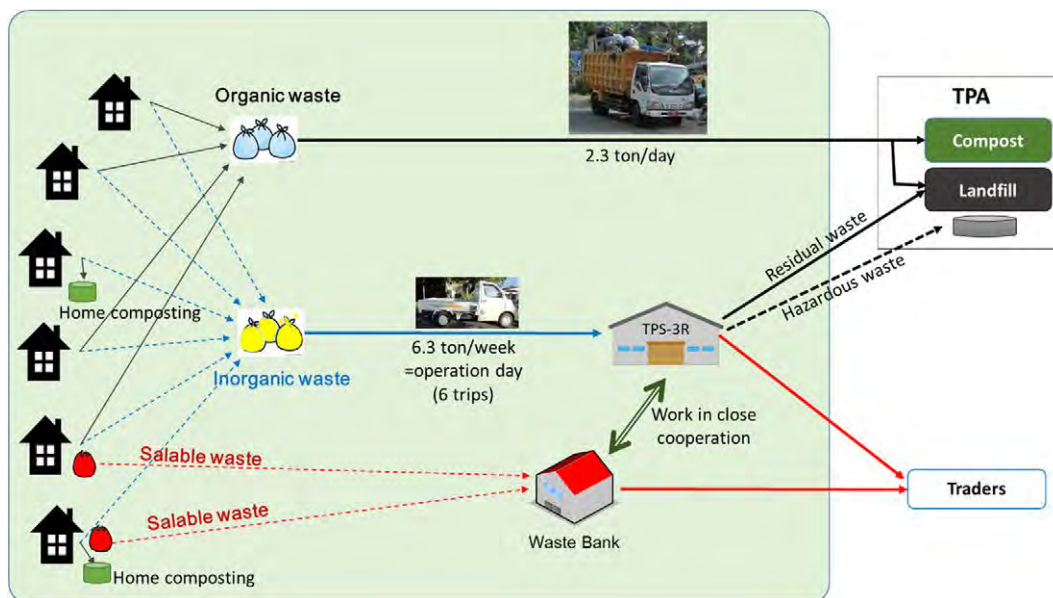 Organic waste
2.3 ton/day
TPA
Compost
Landfill
Residual waste
Hazardous waste
Home composting
Inorganic waste
6.3 ton/week
=operation day
(6 trips)
TPS-3R
Work in close
cooperation
Salable waste
Salable waste
Traders
Waste Bank
Home composting